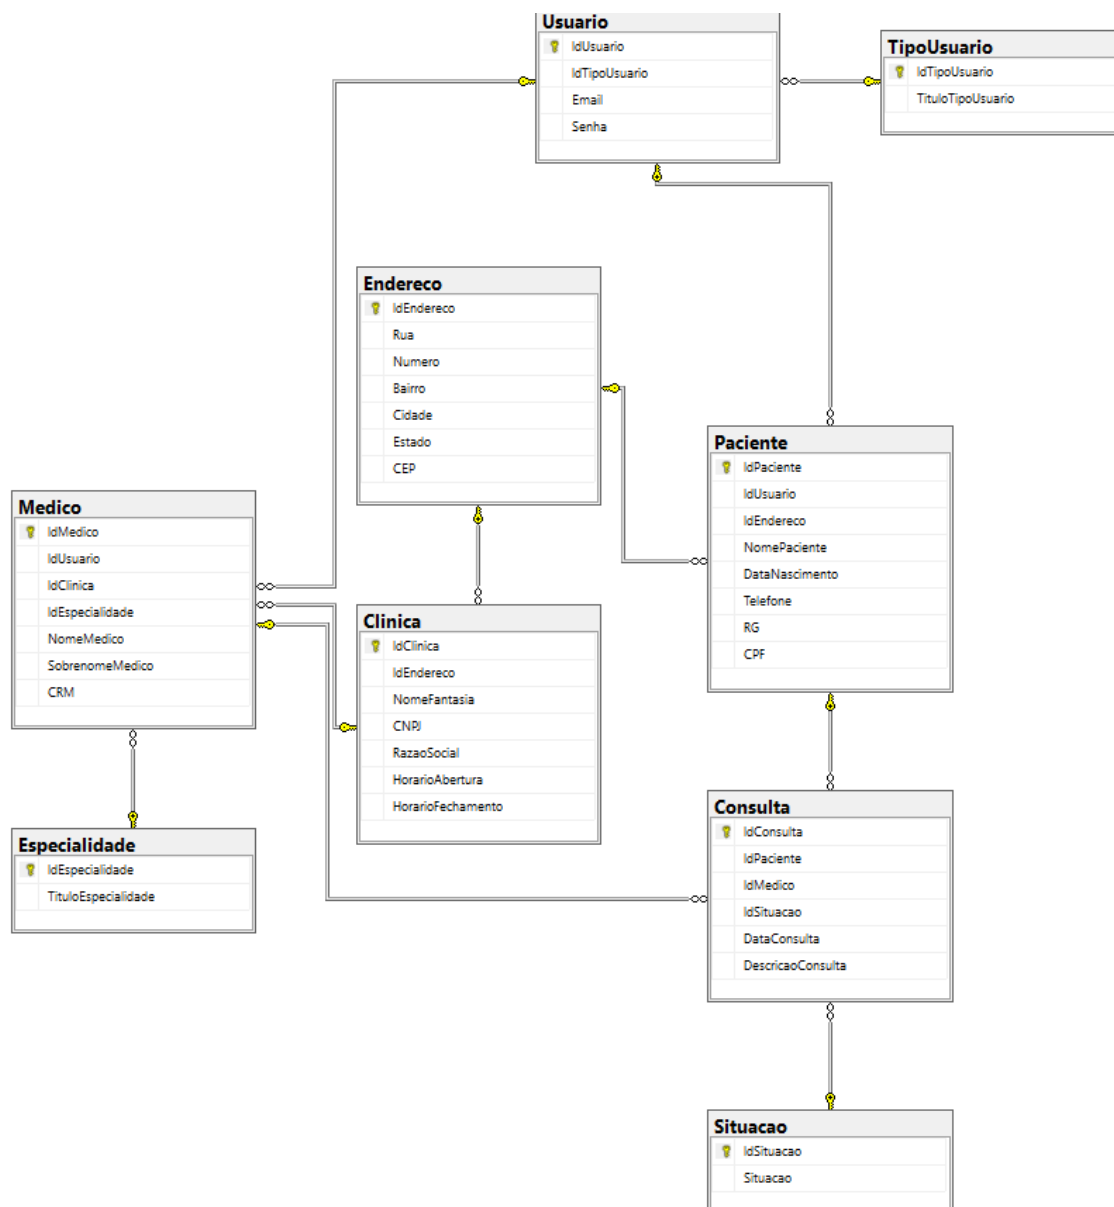 Usuario
IdUsuario
IdTipoUsuario
Email
Senha
TipoUsuario
IdTipoUsuario
TituloTipoUsuario
Endereco
IdEndereco
Rua
Numero
Bairro
Cidade
Estado
CEP
Paciente
IdPaciente
IdUsuario
IdEndereco
NomePaciente
DataNascimento
Telefone
RG
CPF
Medico
IdMedico
IdUsuario
IdClinica
IdEspecialidade
NomeMedico
SobrenomeMedico
CRM
Clinica
IdClinica
IdEndereco
NomeFantasia
CNPJ
RazaoSocial
HorarioAbertura
HorarioFechamento
Especialidade
IdEspecialidade
TituloEspecialidade
Consulta
IdConsulta
IdPaciente
IdMedico
IdSituacao
DataConsulta
DescricaoConsulta
Situacao
IdSituacao
Situacao